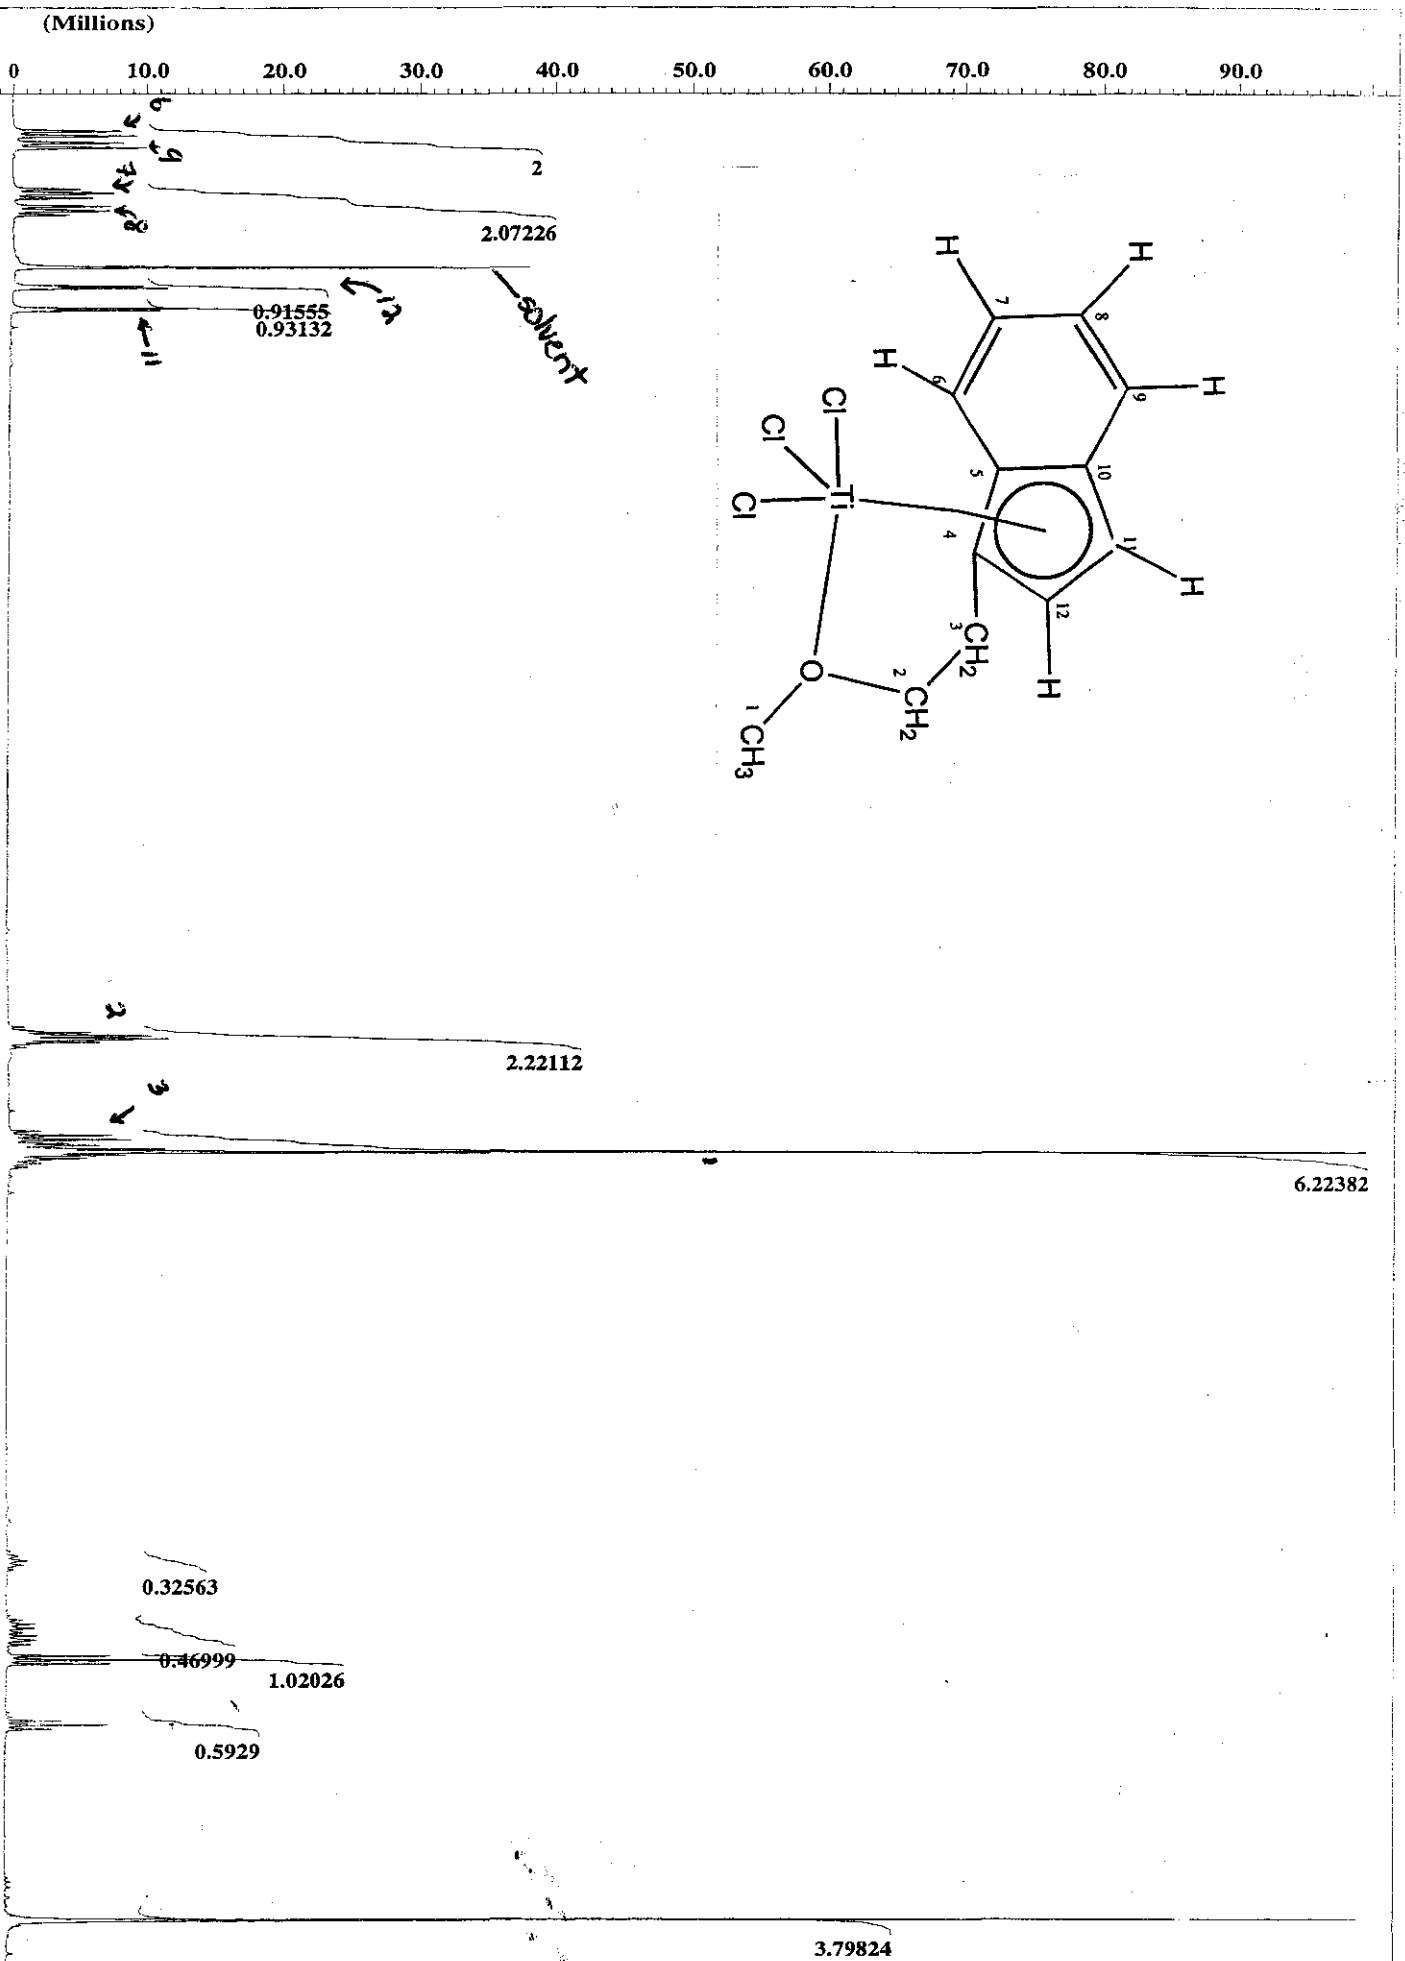 (Millions)
0 10.0 20.0 30.0 40.0 50.0 60.0 70.0 80.0 90.0
6
9
2
7
8
2.07226
solvent
12
0.91555
0.93132
11
H
H
7
8
H
6
H
9
Cl
Cl
Cl
Ti
5
10
4
11
H
12
H
3
CH2
O
2
CH2
1
CH3
2
2.22112
3
1
6.22382
0.32563
0.46999
1.02026
0.5929
3.79824